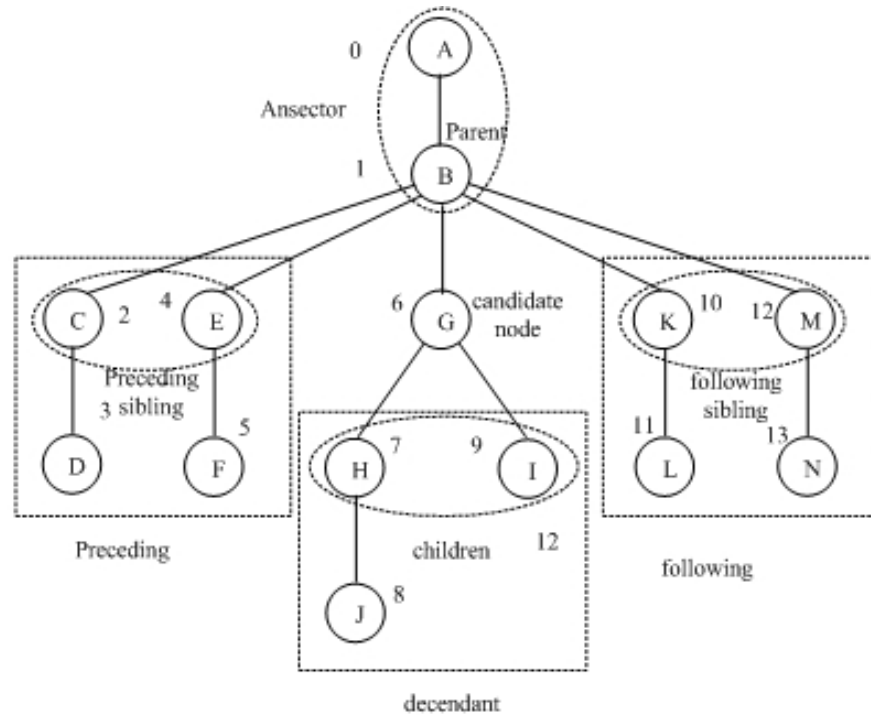 0
A
Ansector
Parent
1
B
C
2
4
E
6
G
candidate
node
K
10
12
M
Preceding
3 sibling
following
sibling
D
5
F
H
7
9
I
11
L
13
N
Preceding
children
12
following
J
8
decendant